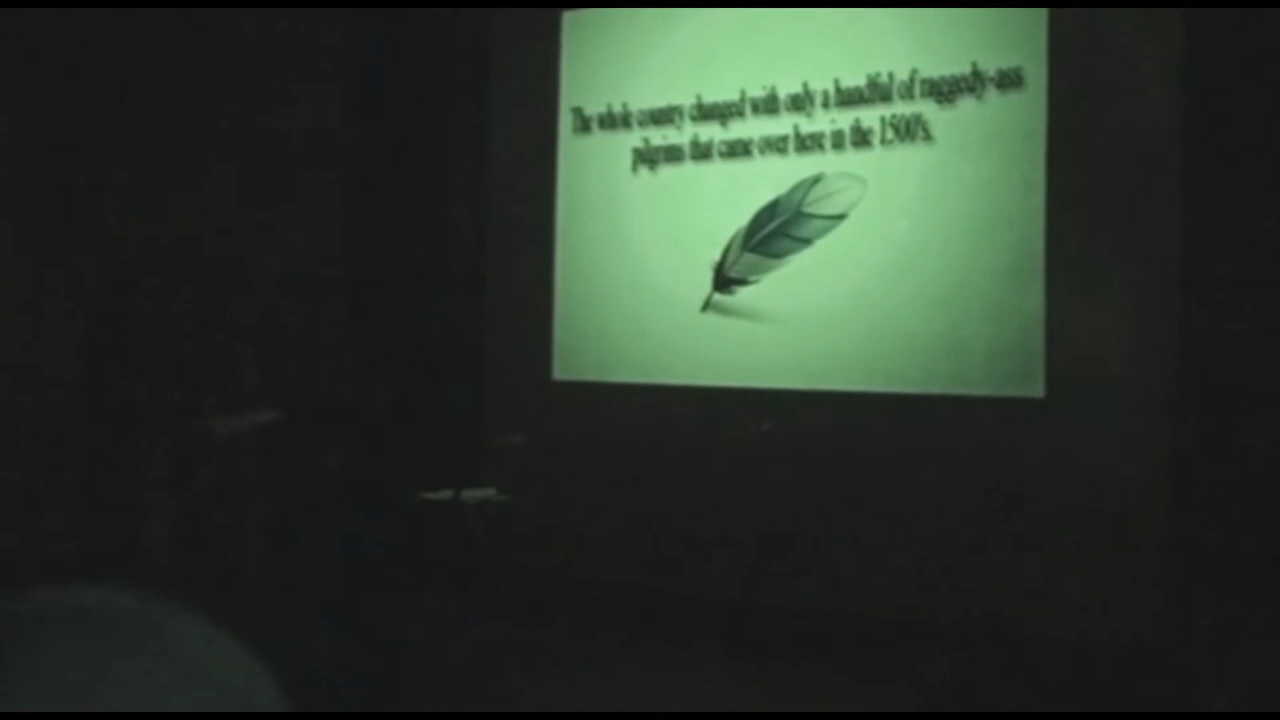 The whole country changed with only a handful of raggedy-ass
pilgrims that came over here in the 1500's.